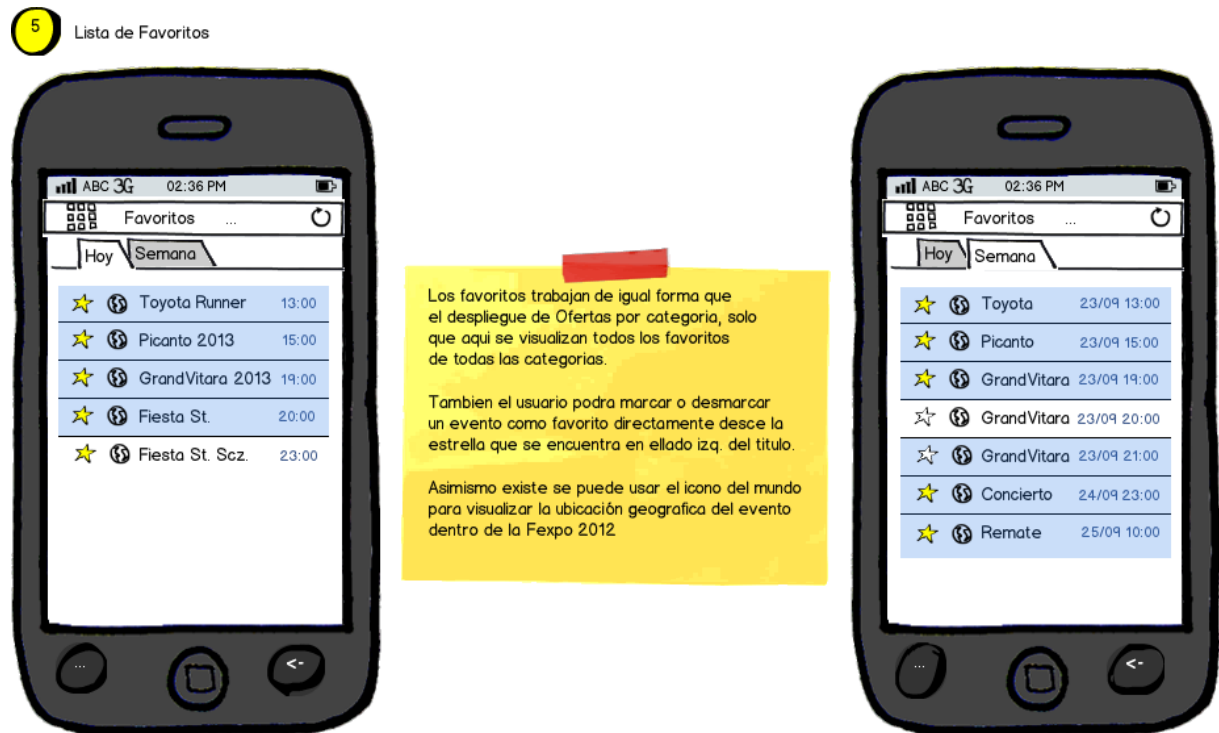 5
Lista de Favoritos
ABC 3G 02:36 PM
Favoritos ...
Hoy Semana
Toyota Runner 13:00
Picanto 2013 15:00
GrandVitara 2013 19:00
Fiesta St. 20:00
Fiesta St. Scz. 23:00
... <-
Los favoritos trabajan de igual forma que
el despliegue de Ofertas por categoria, solo
que aqui se visualizan todos los favoritos
de todas las categorias.
Tambien el usuario podra marcar o desmarcar
un evento como favorito directamente desce la
estrella que se encuentra en ellado izq. del titulo.
Asimismo existe se puede usar el icono del mundo
para visualizar la ubicación geografica del evento
dentro de la Fexpo 2012
ABC 3G 02:36 PM
Favoritos ...
Hoy Semana
Toyota 23/09 13:00
Picanto 23/09 15:00
GrandVitara 23/09 19:00
GrandVitara 23/09 20:00
GrandVitara 23/09 21:00
Concierto 24/09 23:00
Remate 25/09 10:00
... <-